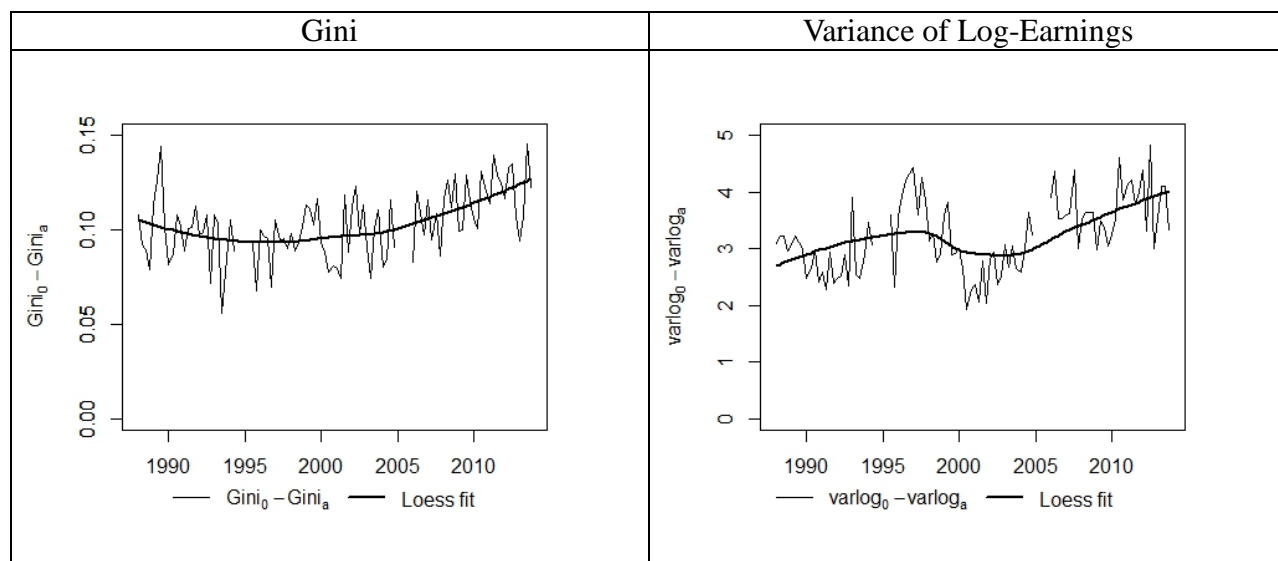 Gini
Variance of Log-Earnings
Gini₀ − Giniₐ
0.15
0.10
0.05
0.00
1990 1995 2000 2005 2010
Gini₀ − Giniₐ Loess fit
varlog₀ − varlogₐ
5
4
3
2
1
0
1990 1995 2000 2005 2010
varlog₀ − varlogₐ Loess fit